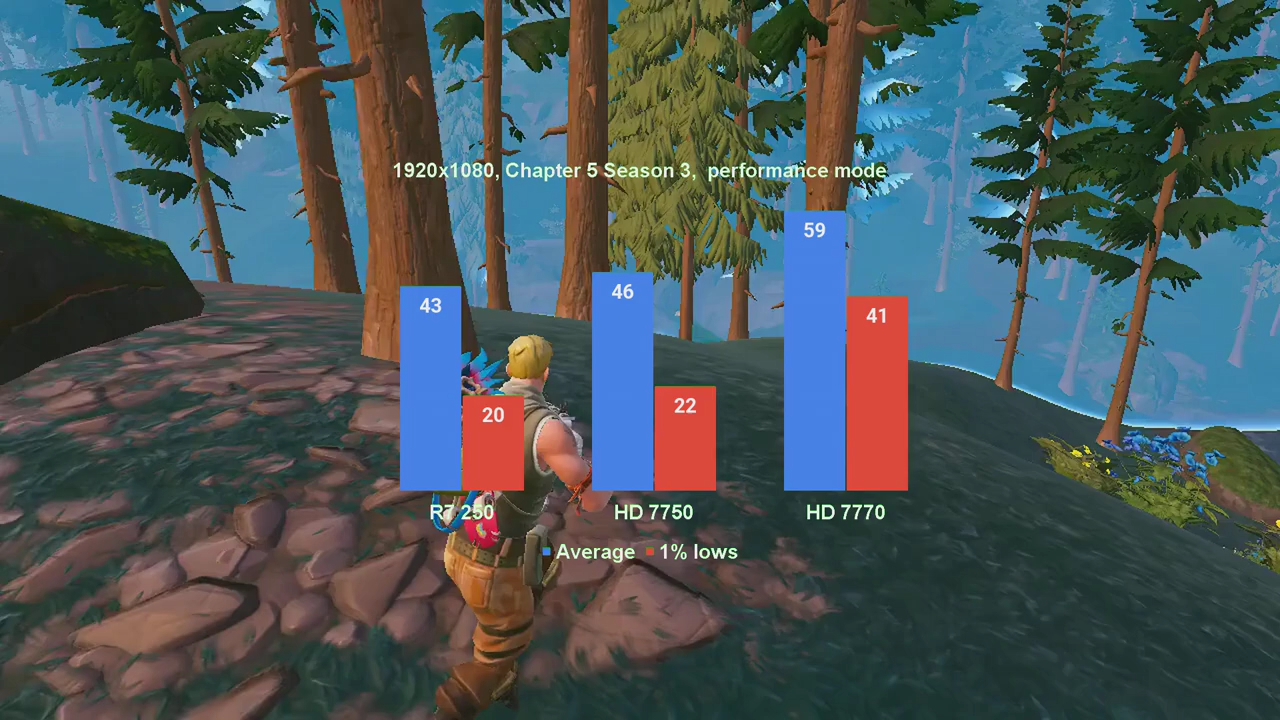 1920x1080, Chapter 5 Season 3,  performance mode
59
46
43
41
22
20
R7 250
HD 7750
HD 7770
Average
1% lows